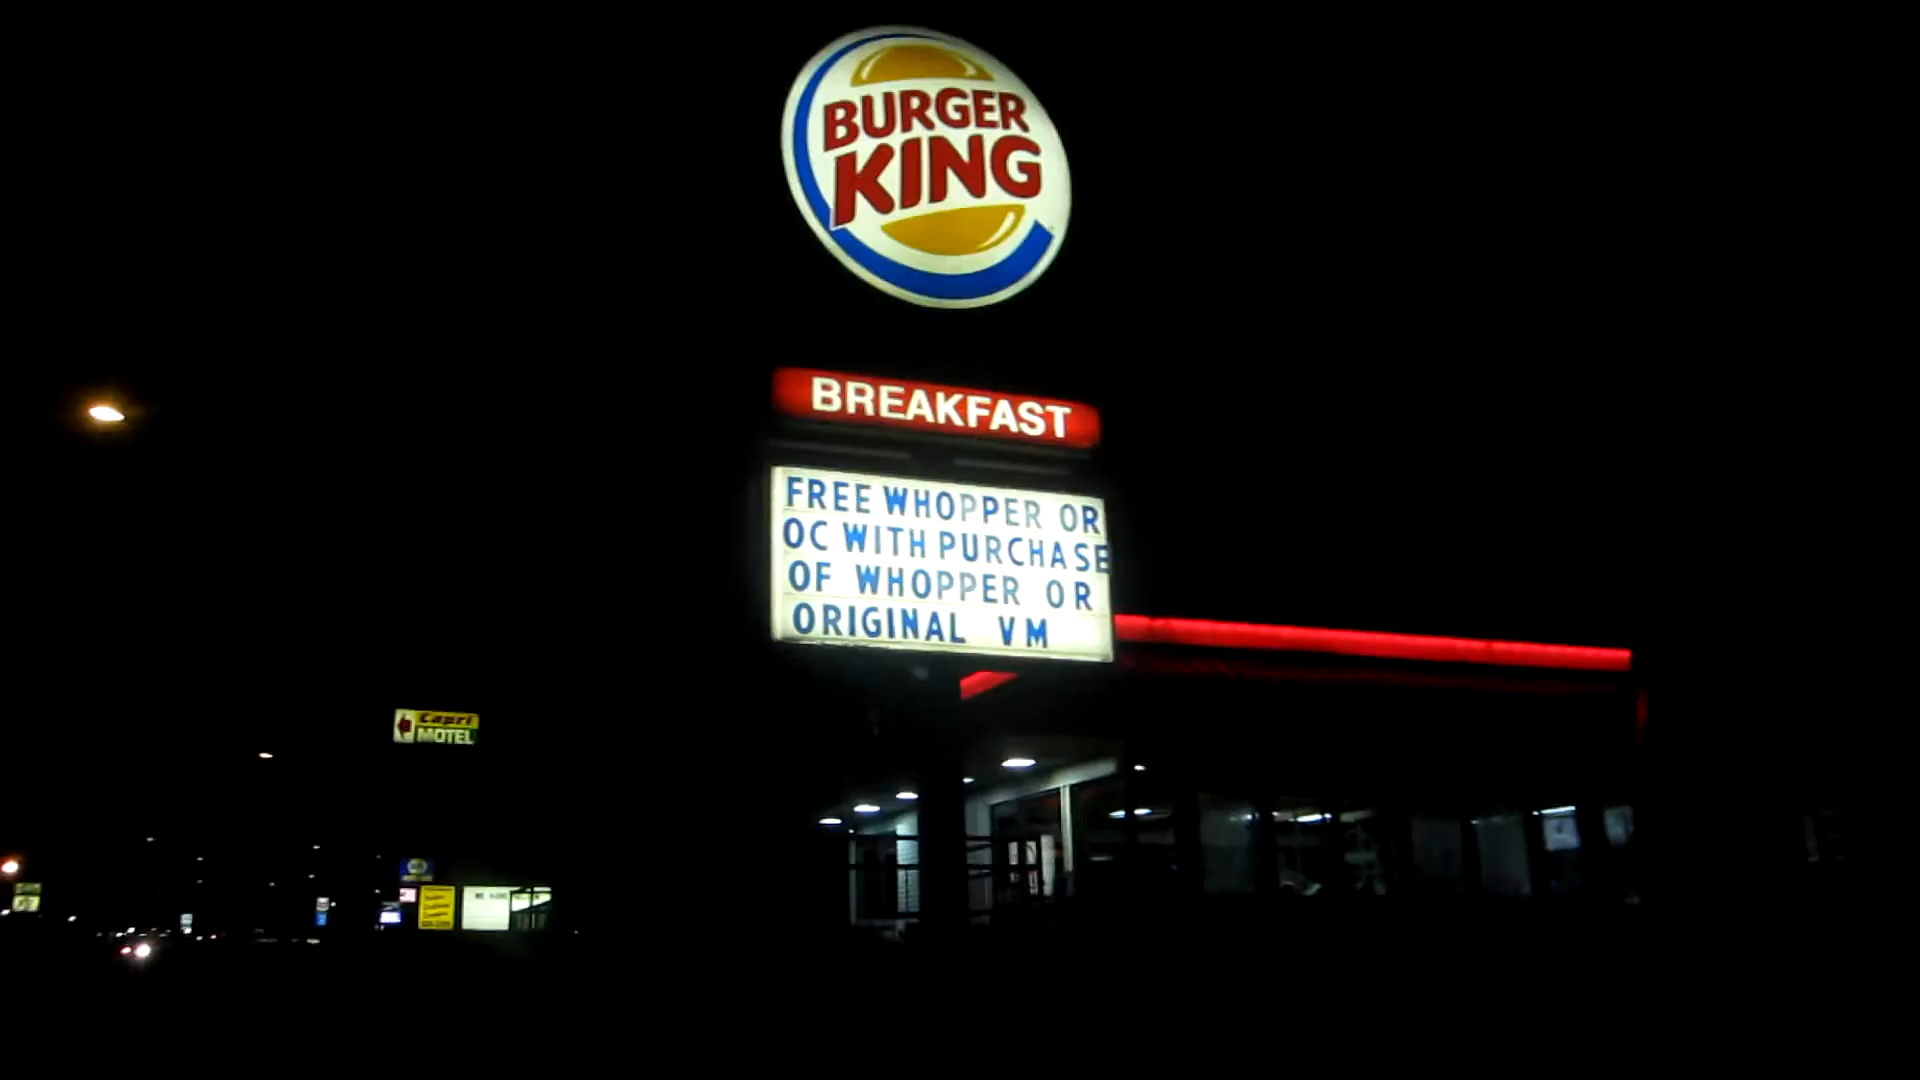 BURGER
KING
BREAKFAST
FREE WHOPPER OR
OC WITH PURCHASE
OF WHOPPER OR
ORIGINAL VM
Capri
MOTEL